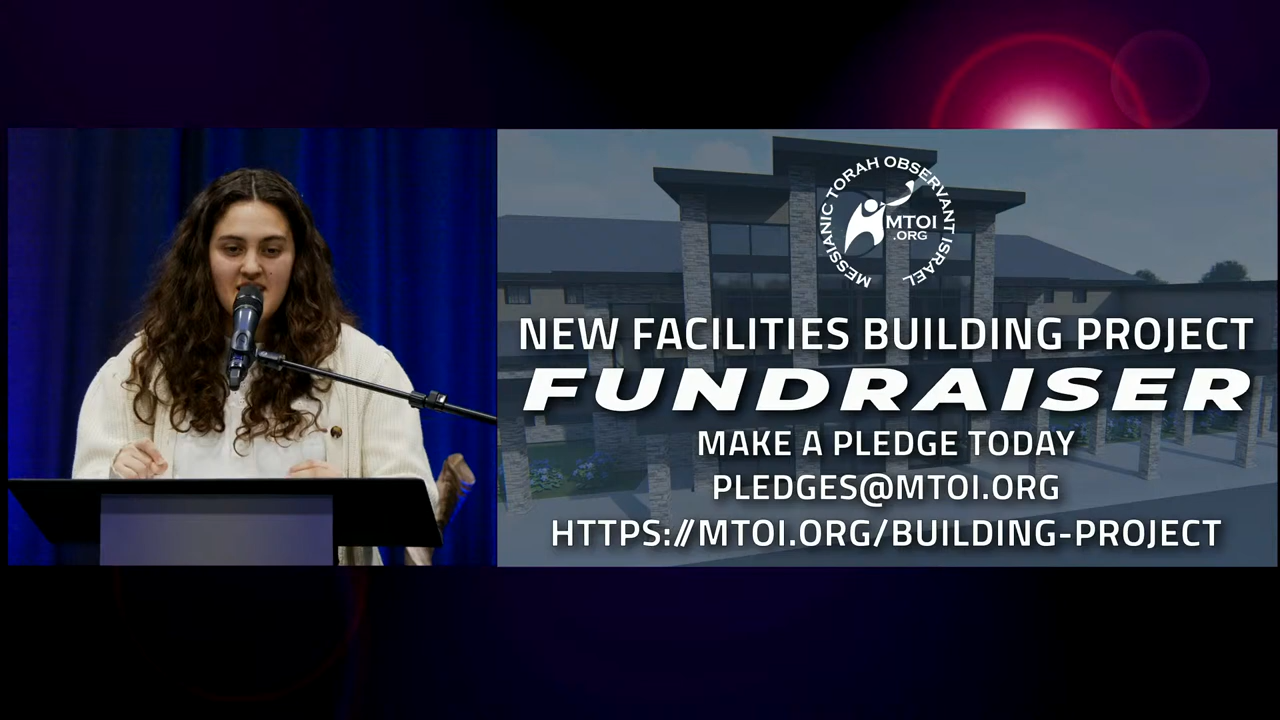 MESSIANIC TORAH OBSERVANT ISRAEL
MTOI
.ORG
NEW FACILITIES BUILDING PROJECT
FUNDRAISER
MAKE A PLEDGE TODAY
PLEDGES@MTOI.ORG
HTTPS://MTOI.ORG/BUILDING-PROJECT